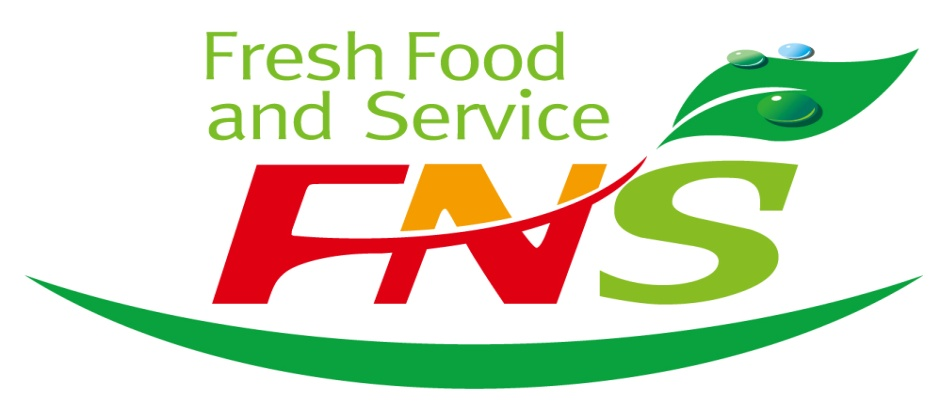 Fresh Food
and Service
FNS